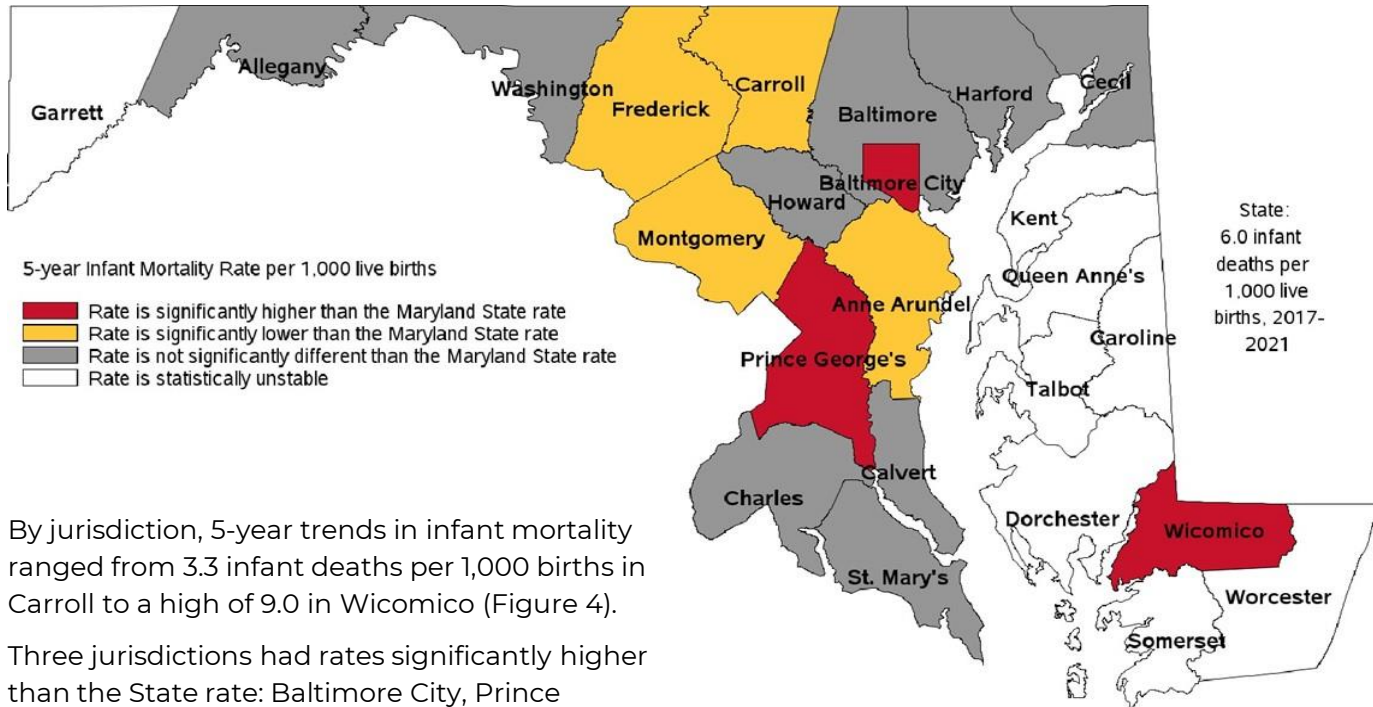 Allegany
Garrett
Washington
Frederick
Carroll
Baltimore
Harford
Cecil
Baltimore City
Howard
Montgomery
Anne Arundel
Prince George's
Kent
Queen Anne's
Caroline
Talbot
Calvert
Charles
St. Mary's
Dorchester
Wicomico
Worcester
Somerset
State:
6.0 infant
deaths per
1,000 live
births, 2017-
2021
5-year Infant Mortality Rate per 1,000 live births
Rate is significantly higher than the Maryland State rate
Rate is significantly lower than the Maryland State rate
Rate is not significantly different than the Maryland State rate
Rate is statistically unstable
By jurisdiction, 5-year trends in infant mortality
ranged from 3.3 infant deaths per 1,000 births in
Carroll to a high of 9.0 in Wicomico (Figure 4).
Three jurisdictions had rates significantly higher
than the State rate: Baltimore City, Prince